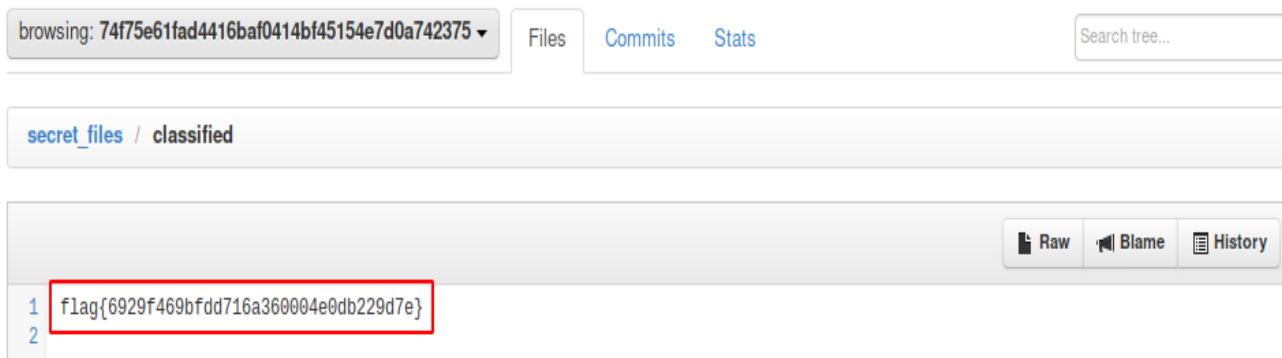 browsing: 74f75e61fad4416baf0414bf45154e7d0a742375 Files Commits Stats Search tree...
secret_files / classified
Raw Blame History
1 flag{6929f469bfdd716a360004e0db229d7e}
2